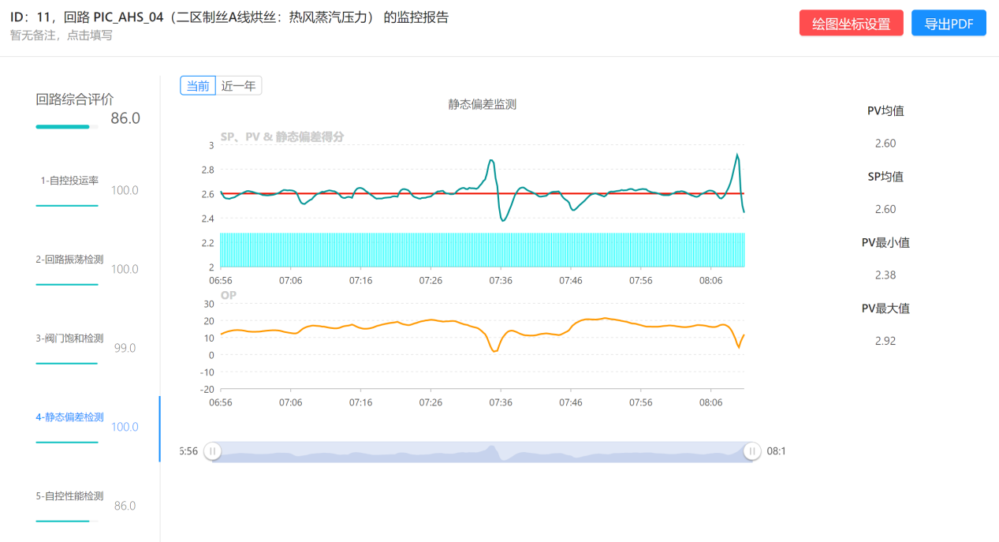 ID：11，回路 PIC_AHS_04（二区制丝A线烘丝：热风蒸汽压力） 的监控报告
暂无备注，点击填写
绘图坐标设置
导出PDF
回路综合评价
86.0
1-自控投运率
100.0
2-回路振荡检测
100.0
3-阀门饱和检测
99.0
4-静态偏差检测
100.0
5-自控性能检测
86.0
当前
近一年
静态偏差监测
SP、PV & 静态偏差得分
3
2.8
2.6
2.4
2.2
2
06:56 07:06 07:16 07:26 07:36 07:46 07:56 08:06
OP
30
20
10
0
-10
-20
06:56 07:06 07:16 07:26 07:36 07:46 07:56 08:06
6:56
08:1
PV均值
2.60
SP均值
2.60
PV最小值
2.38
PV最大值
2.92